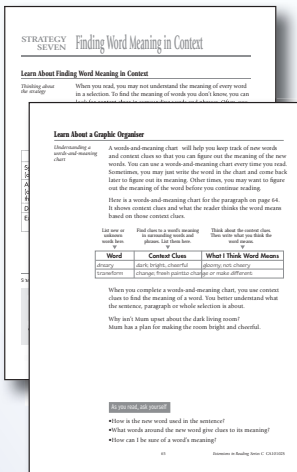 STRATEGY
SEVEN
Finding Word Meaning in Context
Learn About Finding Word Meaning in Context
Thinking about
the strategy
When you read, you may not understand the meaning of every word
in a selection. To find the meaning of words you don't know, you can
Learn About a Graphic Organiser
Understanding a
words-and-meaning
chart
A words-and-meaning chart will help you keep track of new words
and context clues so that you can figure out the meaning of the new
words. You can use a words-and-meaning chart every time you read.
Sometimes, you may just write the word in the chart and come back
later to figure out its meaning. Other times, you may want to figure
out the meaning of the word before you continue reading.
Here is a words-and-meaning chart for the paragraph on page 64.
It shows context clues and what the reader thinks the words mean
based on those context clues.
List new or
unknown
words here.
Find clues to a word's meaning
in surrounding words and
phrases. List them here.
Think about the context clues.
Then write what you think the
word means.
Word Context Clues What I Think Word Means
dreary dark; bright, cheerful gloomy; not cheery
transform change; fresh paint to change or make different
When you complete a words-and-meaning chart, you use context
clues to find the meaning of a word. You better understand what
the sentence, paragraph or whole selection is about.
Why isn't Mum upset about the dark living room?
Mum has a plan for making the room bright and cheerful.
As you read, ask yourself
•How is the new word used in the sentence?
•What words around the new word give clues to its meaning?
•How can I be sure of a word's meaning?
65